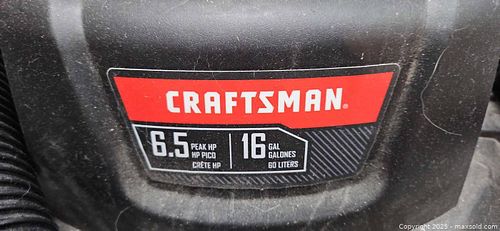 CRAFTSMAN®
6.5 PEAK HP HP PICO CRÊTE HP
16 GAL GALONES 60 LITERS
Copyright 2025 - maxsold.com